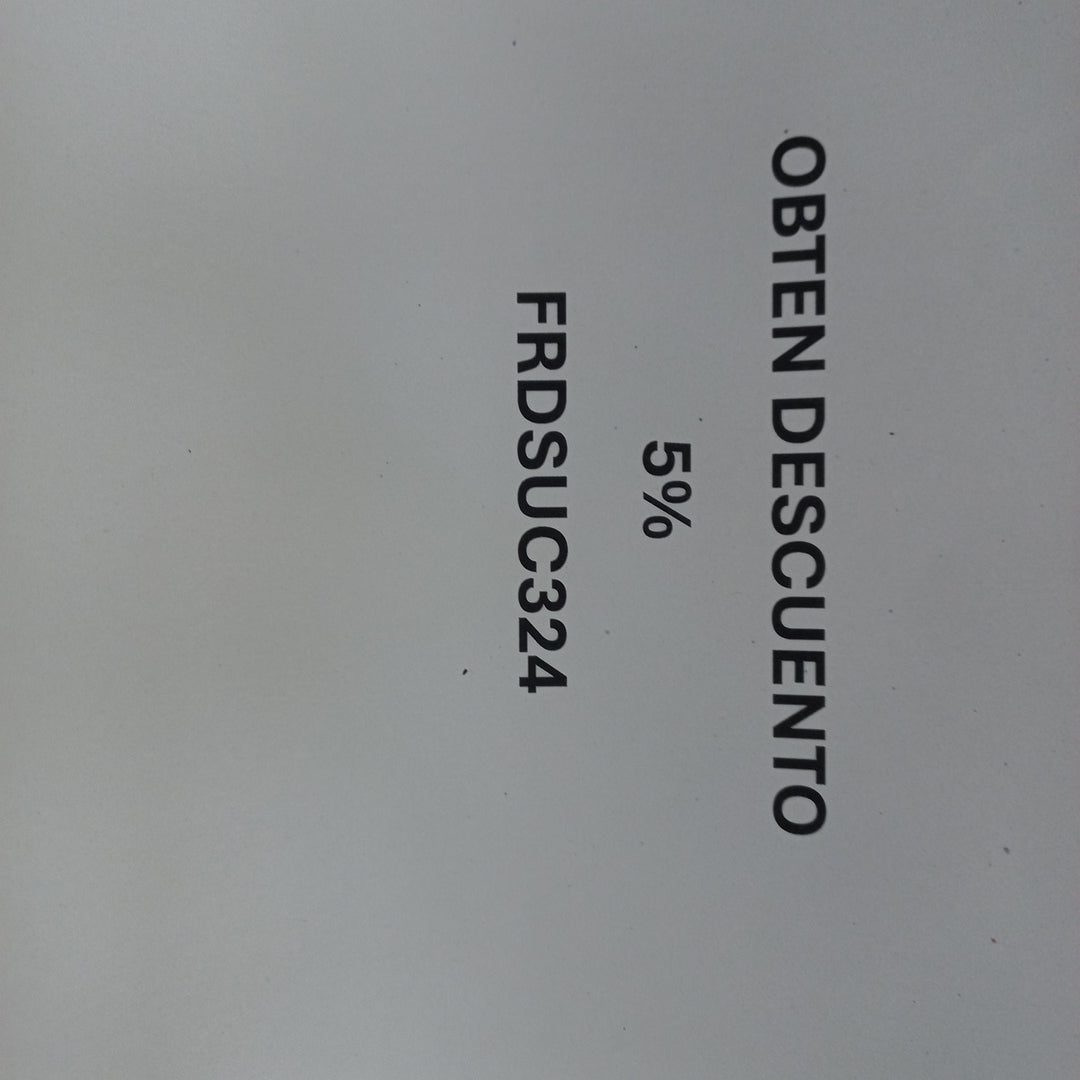 OBTEN DESCUENTO
5%
FRDSUC324